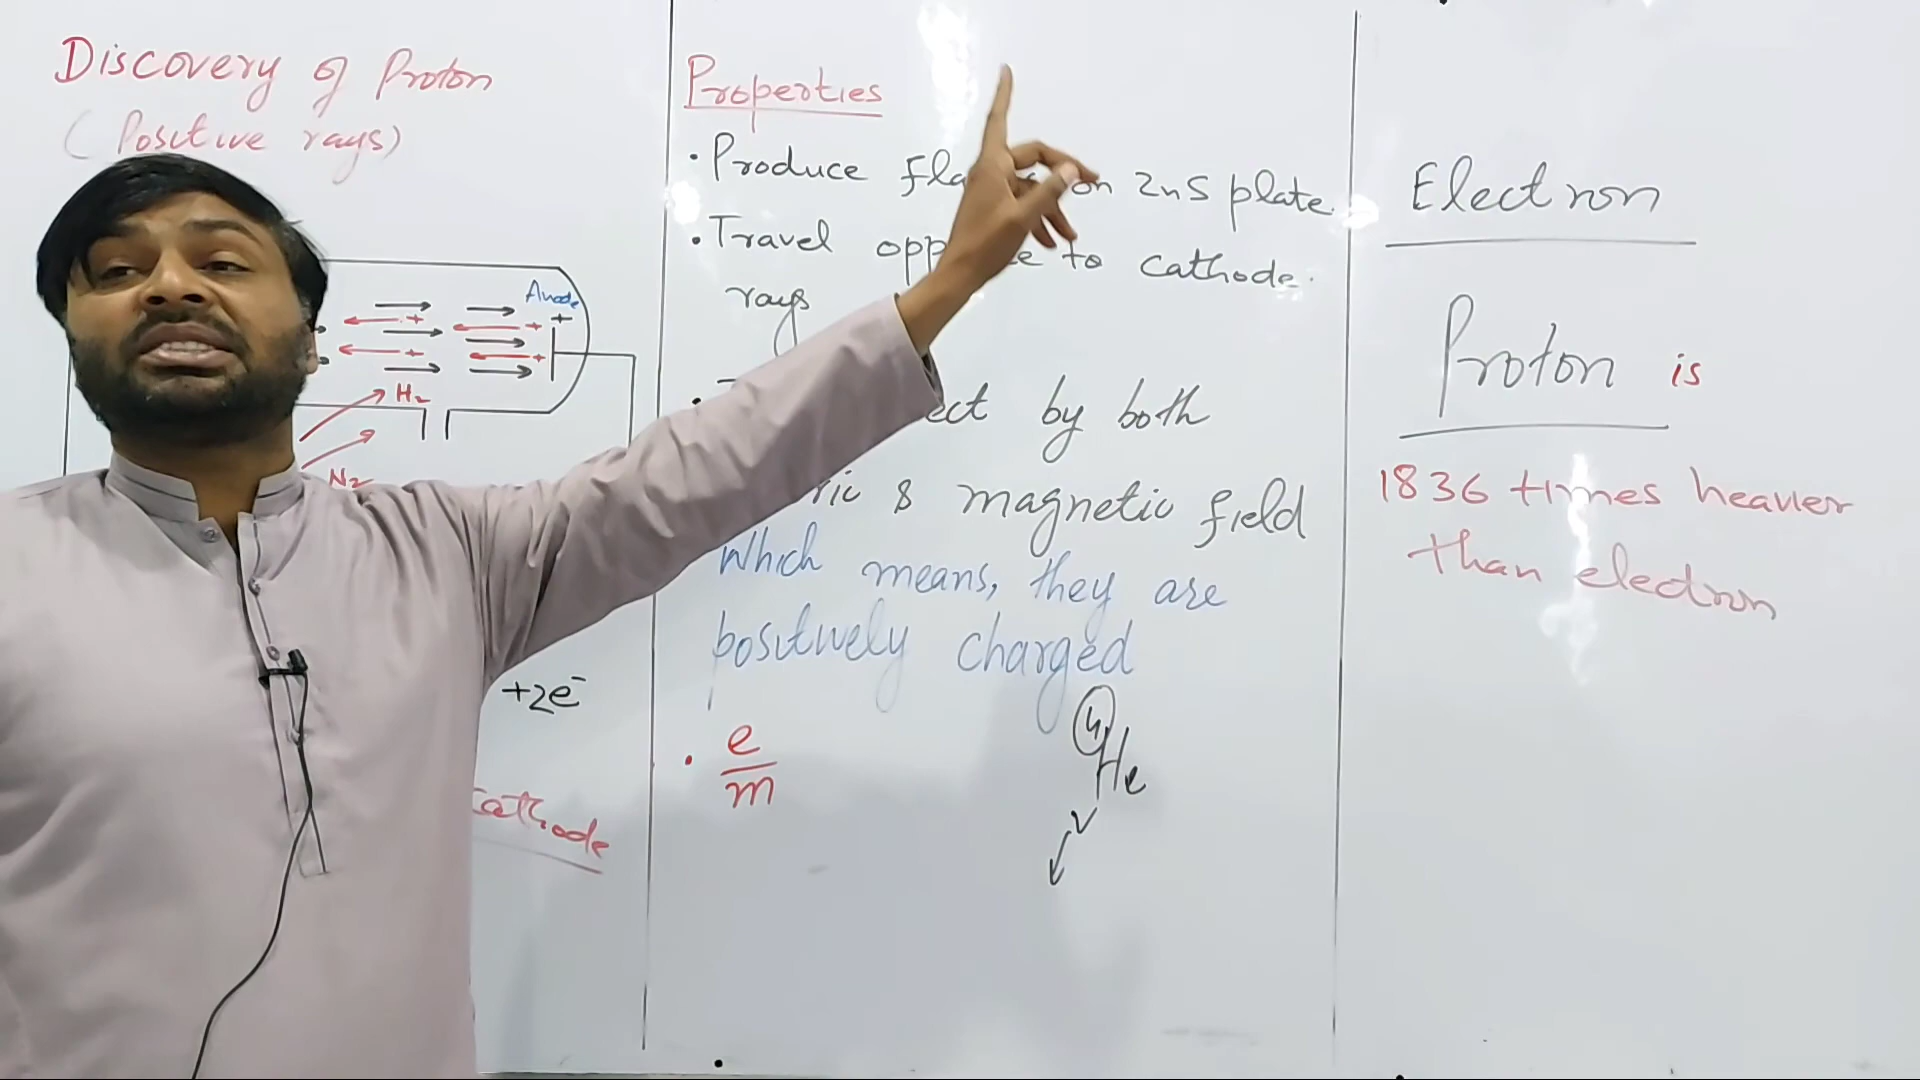 Discovery of Proton
(Positive rays)
Anode
+
+
+
+
+
H2
N2
+2e-
cathode
Properties
• Produce on ZnS plate.
• Travel to cathode.
rays
by both
& magnetic field
Which means, they are
positively charged
• e
m
4
He
Electron
Proton is
1836 times heavier
than electron